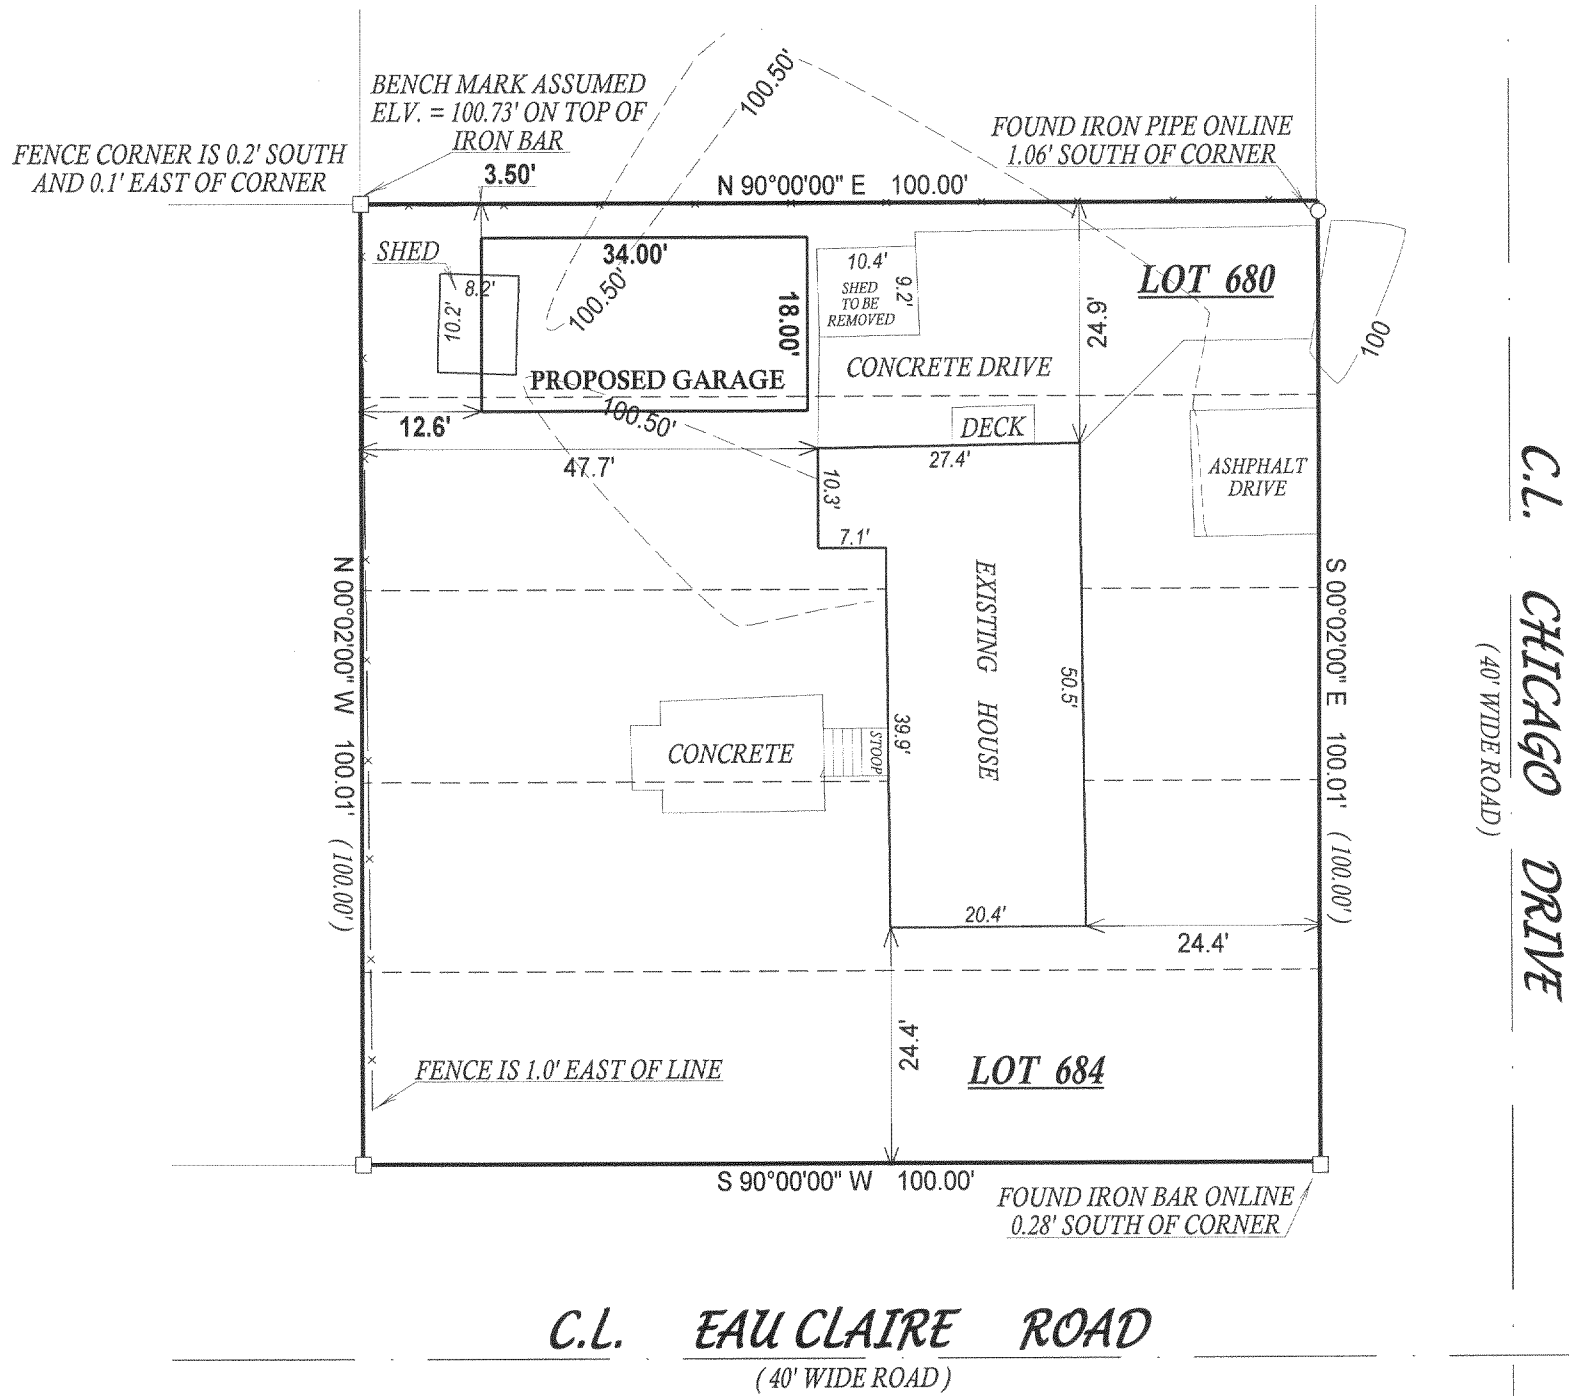 BENCH MARK ASSUMED
ELV. = 100.73' ON TOP OF
IRON BAR
FENCE CORNER IS 0.2' SOUTH
AND 0.1' EAST OF CORNER
FOUND IRON PIPE ONLINE
1.06' SOUTH OF CORNER
100.50'
3.50'
N 90°00'00" E 100.00'
SHED
8.2'
10.2'
34.00'
100.50'
18.00'
PROPOSED GARAGE
10.4'
9.2'
SHED
TO BE
REMOVED
CONCRETE DRIVE
24.9'
LOT 680
100
12.6'
100.50'
DECK
47.7'
27.4'
ASHPHALT
DRIVE
10.3'
7.1'
N 00°02'00" W 100.01' (100.00')
EXISTING HOUSE
50.5'
39.9'
CONCRETE
STOOP
S 00°02'00" E 100.01' (100.00')
C.L. CHICAGO DRIVE
(40' WIDE ROAD)
20.4'
24.4'
24.4'
FENCE IS 1.0' EAST OF LINE
LOT 684
S 90°00'00" W 100.00'
FOUND IRON BAR ONLINE
0.28' SOUTH OF CORNER
C.L. EAU CLAIRE ROAD
(40' WIDE ROAD)